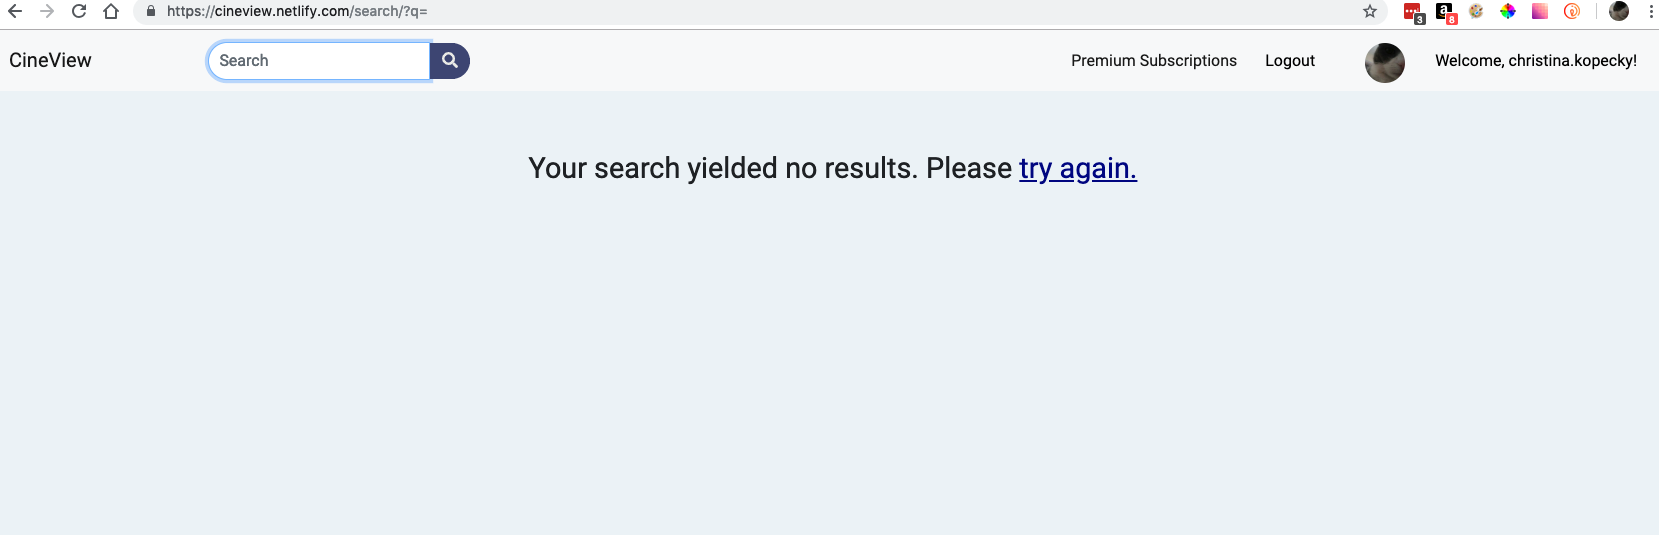 https://cineview.netlify.com/search/?q=
3
a
8
CineView
Search
Premium Subscriptions
Logout
Welcome, christina.kopecky!
Your search yielded no results. Please try again.